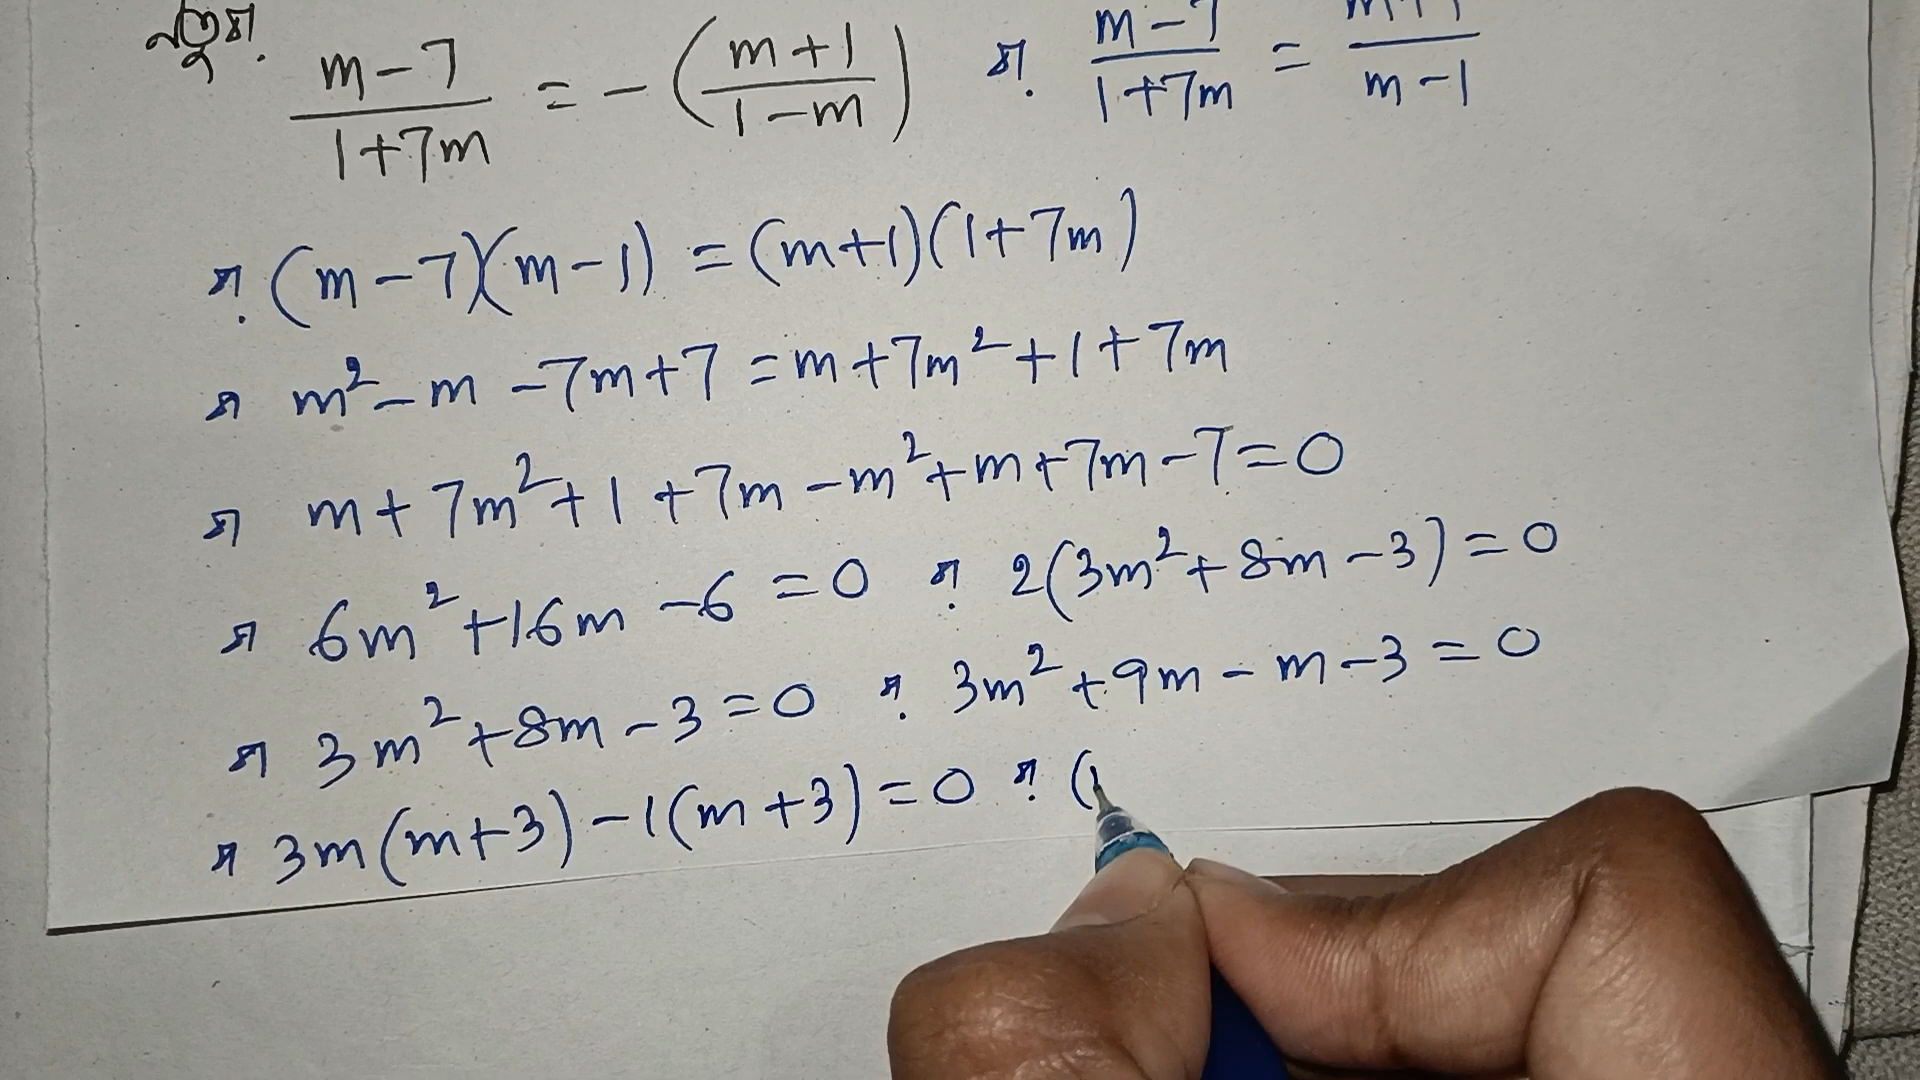 নতুবা. (m-7)/(1+7m) = -((m+1)/(1-m)) বা. (m-7)/(1+7m) = (m+1)/(m-1)
বা. (m-7)(m-1) = (m+1)(1+7m)
বা m²-m-7m+7=m+7m²+1+7m
বা m+7m²+1+7m-m²+m+7m-7=0
বা 6m²+16m-6=0 বা. 2(3m²+8m-3)=0
বা 3m²+8m-3=0 বা. 3m²+9m-m-3=0
বা 3m(m+3)-1(m+3)=0 বা. (